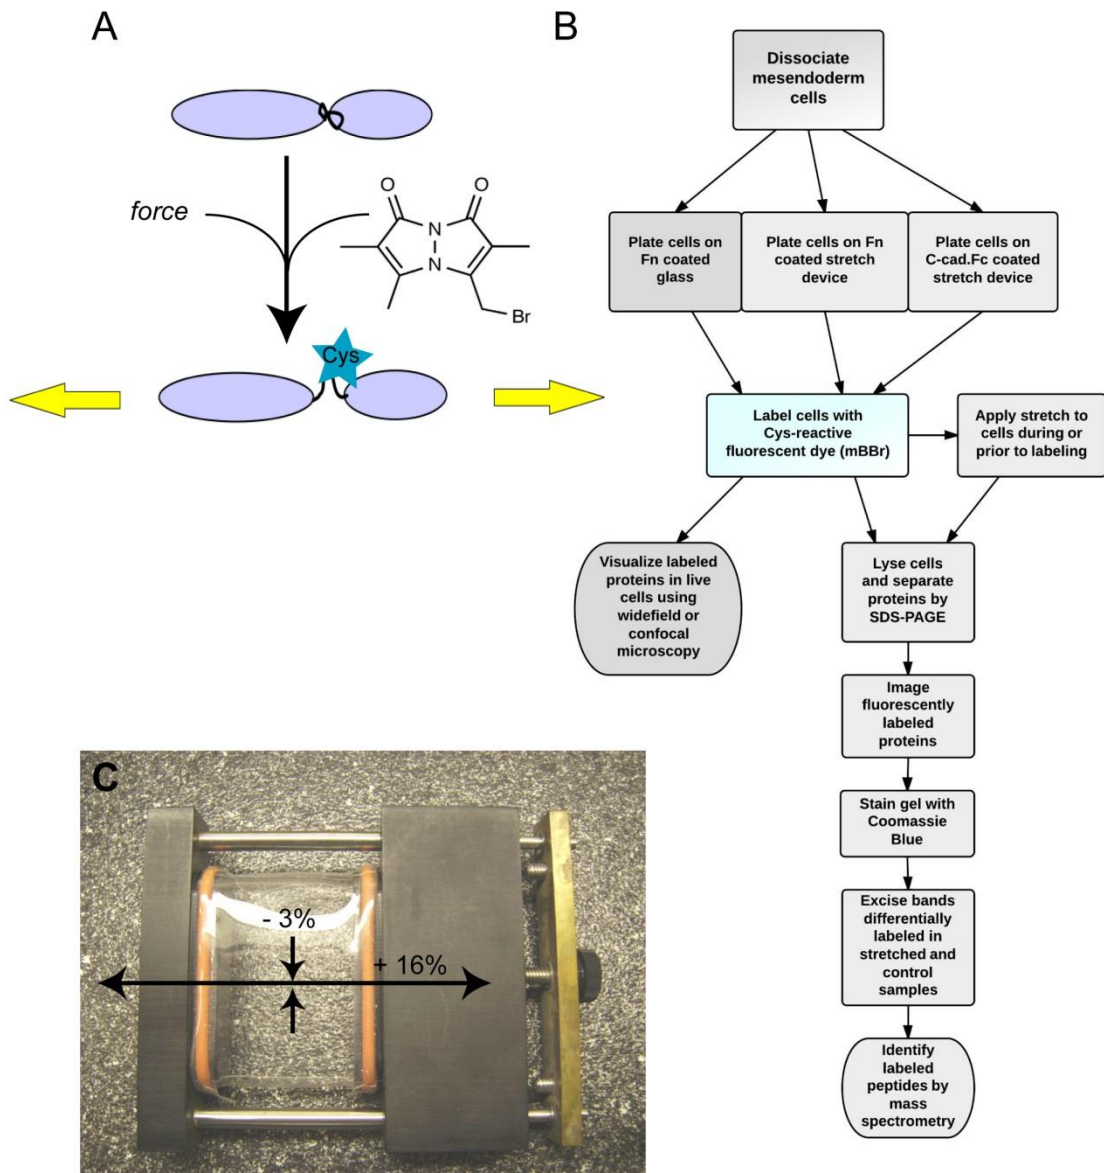 A
force
O
O
N
N
Br
Cys
B
Dissociate
mesendoderm
cells
Plate cells on
Fn coated
glass
Plate cells on Fn
coated stretch
device
Plate cells on
C-cad.Fc coated
stretch device
Label cells with
Cys-reactive
fluorescent dye (mBBr)
Apply stretch to
cells during or
prior to labeling
Visualize labeled
proteins in live
cells using
widefield or
confocal
microscopy
Lyse cells
and separate
proteins by
SDS-PAGE
Image
fluorescently
labeled
proteins
Stain gel with
Coomassie
Blue
Excise bands
differentially
labeled in
stretched and
control
samples
Identify
labeled
peptides by
mass
spectrometry
C
- 3%
+ 16%